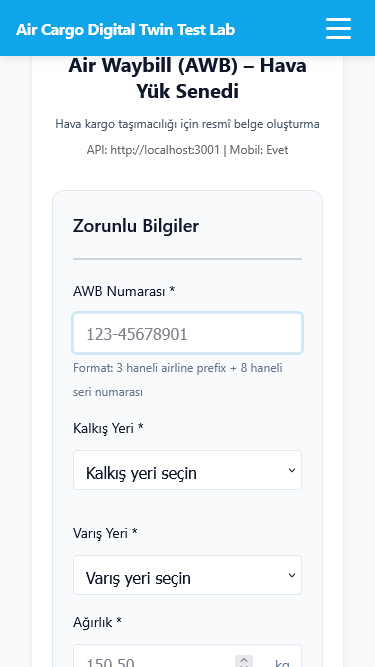 Air Cargo Digital Twin Test Lab
Air Waybill (AWB) – Hava
Yük Senedi
Hava kargo taşımacılığı için resmî belge oluşturma
API: http://localhost:3001 | Mobil: Evet
Zorunlu Bilgiler
AWB Numarası *
123-45678901
Format: 3 haneli airline prefix + 8 haneli
seri numarası
Kalkış Yeri *
Kalkış yeri seçin
Varış Yeri *
Varış yeri seçin
Ağırlık *
150.50 kg